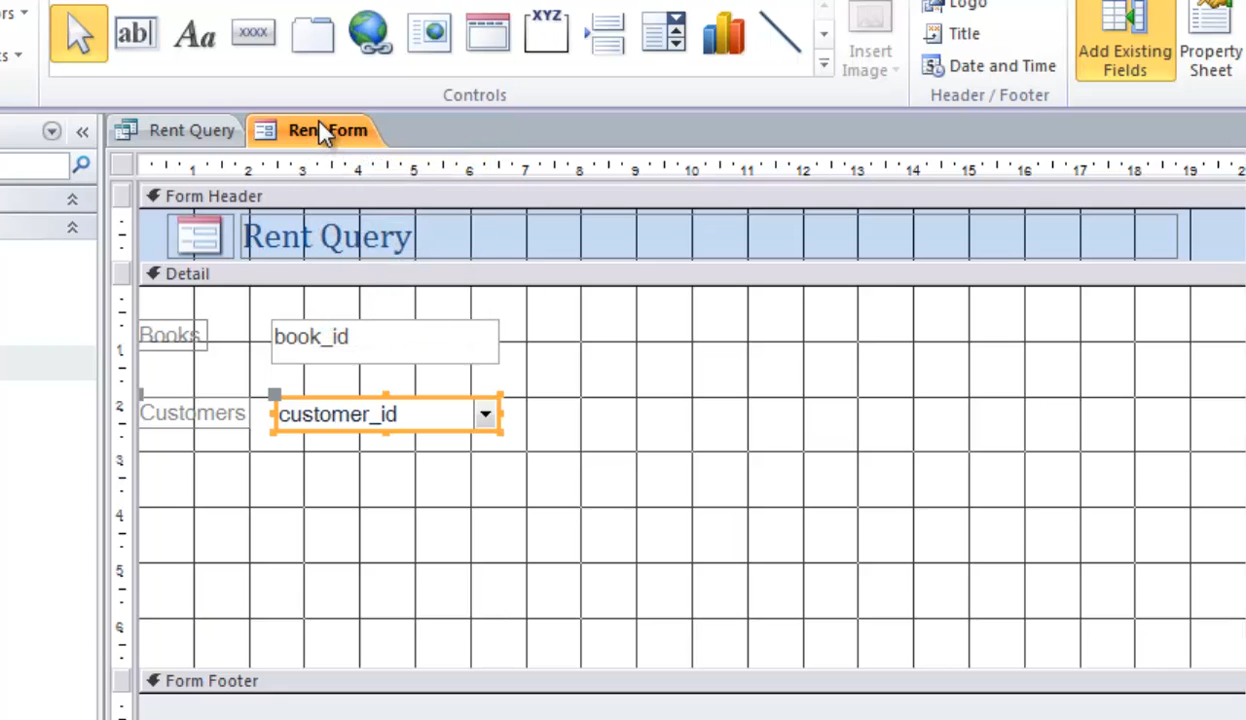 ors
ts
ab
Aa
XXXX
XYZ
Insert
Image
Logo
Title
Date and Time
Add Existing
Fields
Property
Sheet
Controls
Header / Footer
Rent Query
Rent Form
1 2 3 4 5 6 7 8 9 10 11 12 13 14 15 16 17 18 19 2
Form Header
Rent Query
Detail
Books
book_id
1
Customers
customer_id
2
3
4
5
6
Form Footer